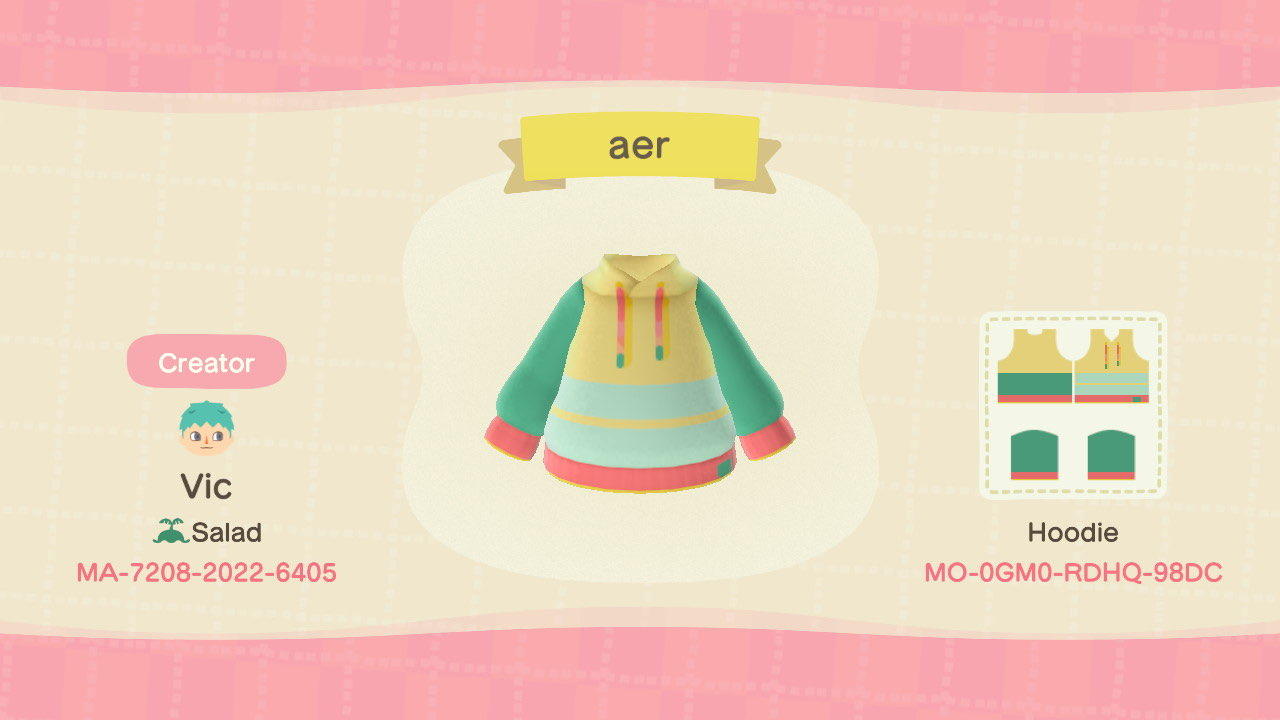 aer
Creator
Vic
Salad
MA-7208-2022-6405
Hoodie
MO-0GM0-RDHQ-98DC